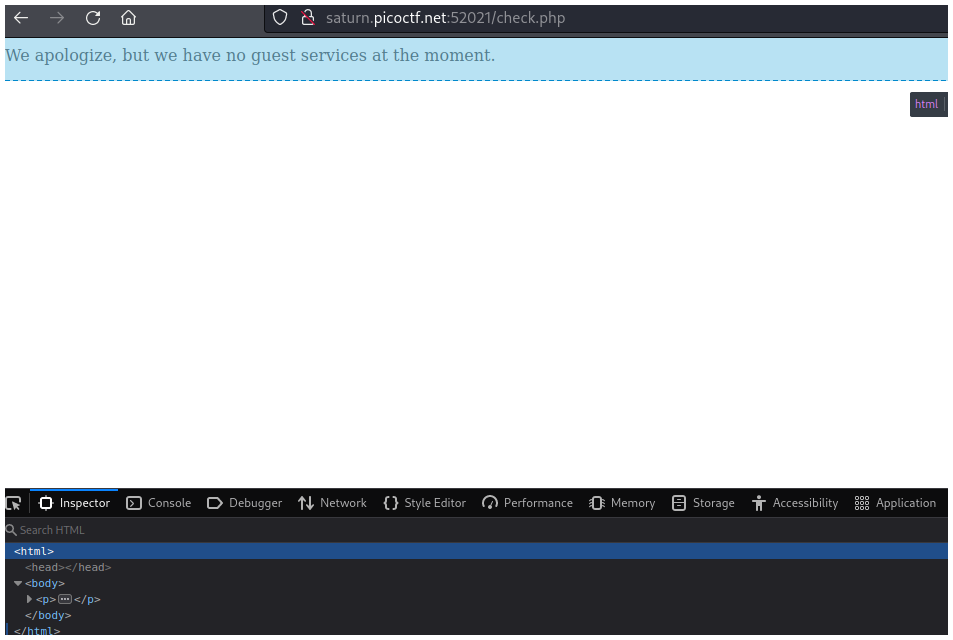 saturn.picoctf.net:52021/check.php
We apologize, but we have no guest services at the moment.
html
Inspector Console Debugger Network Style Editor Performance Memory Storage Accessibility Application
Search HTML
<html>
<head></head>
<body>
<p>···</p>
</body>
</html>